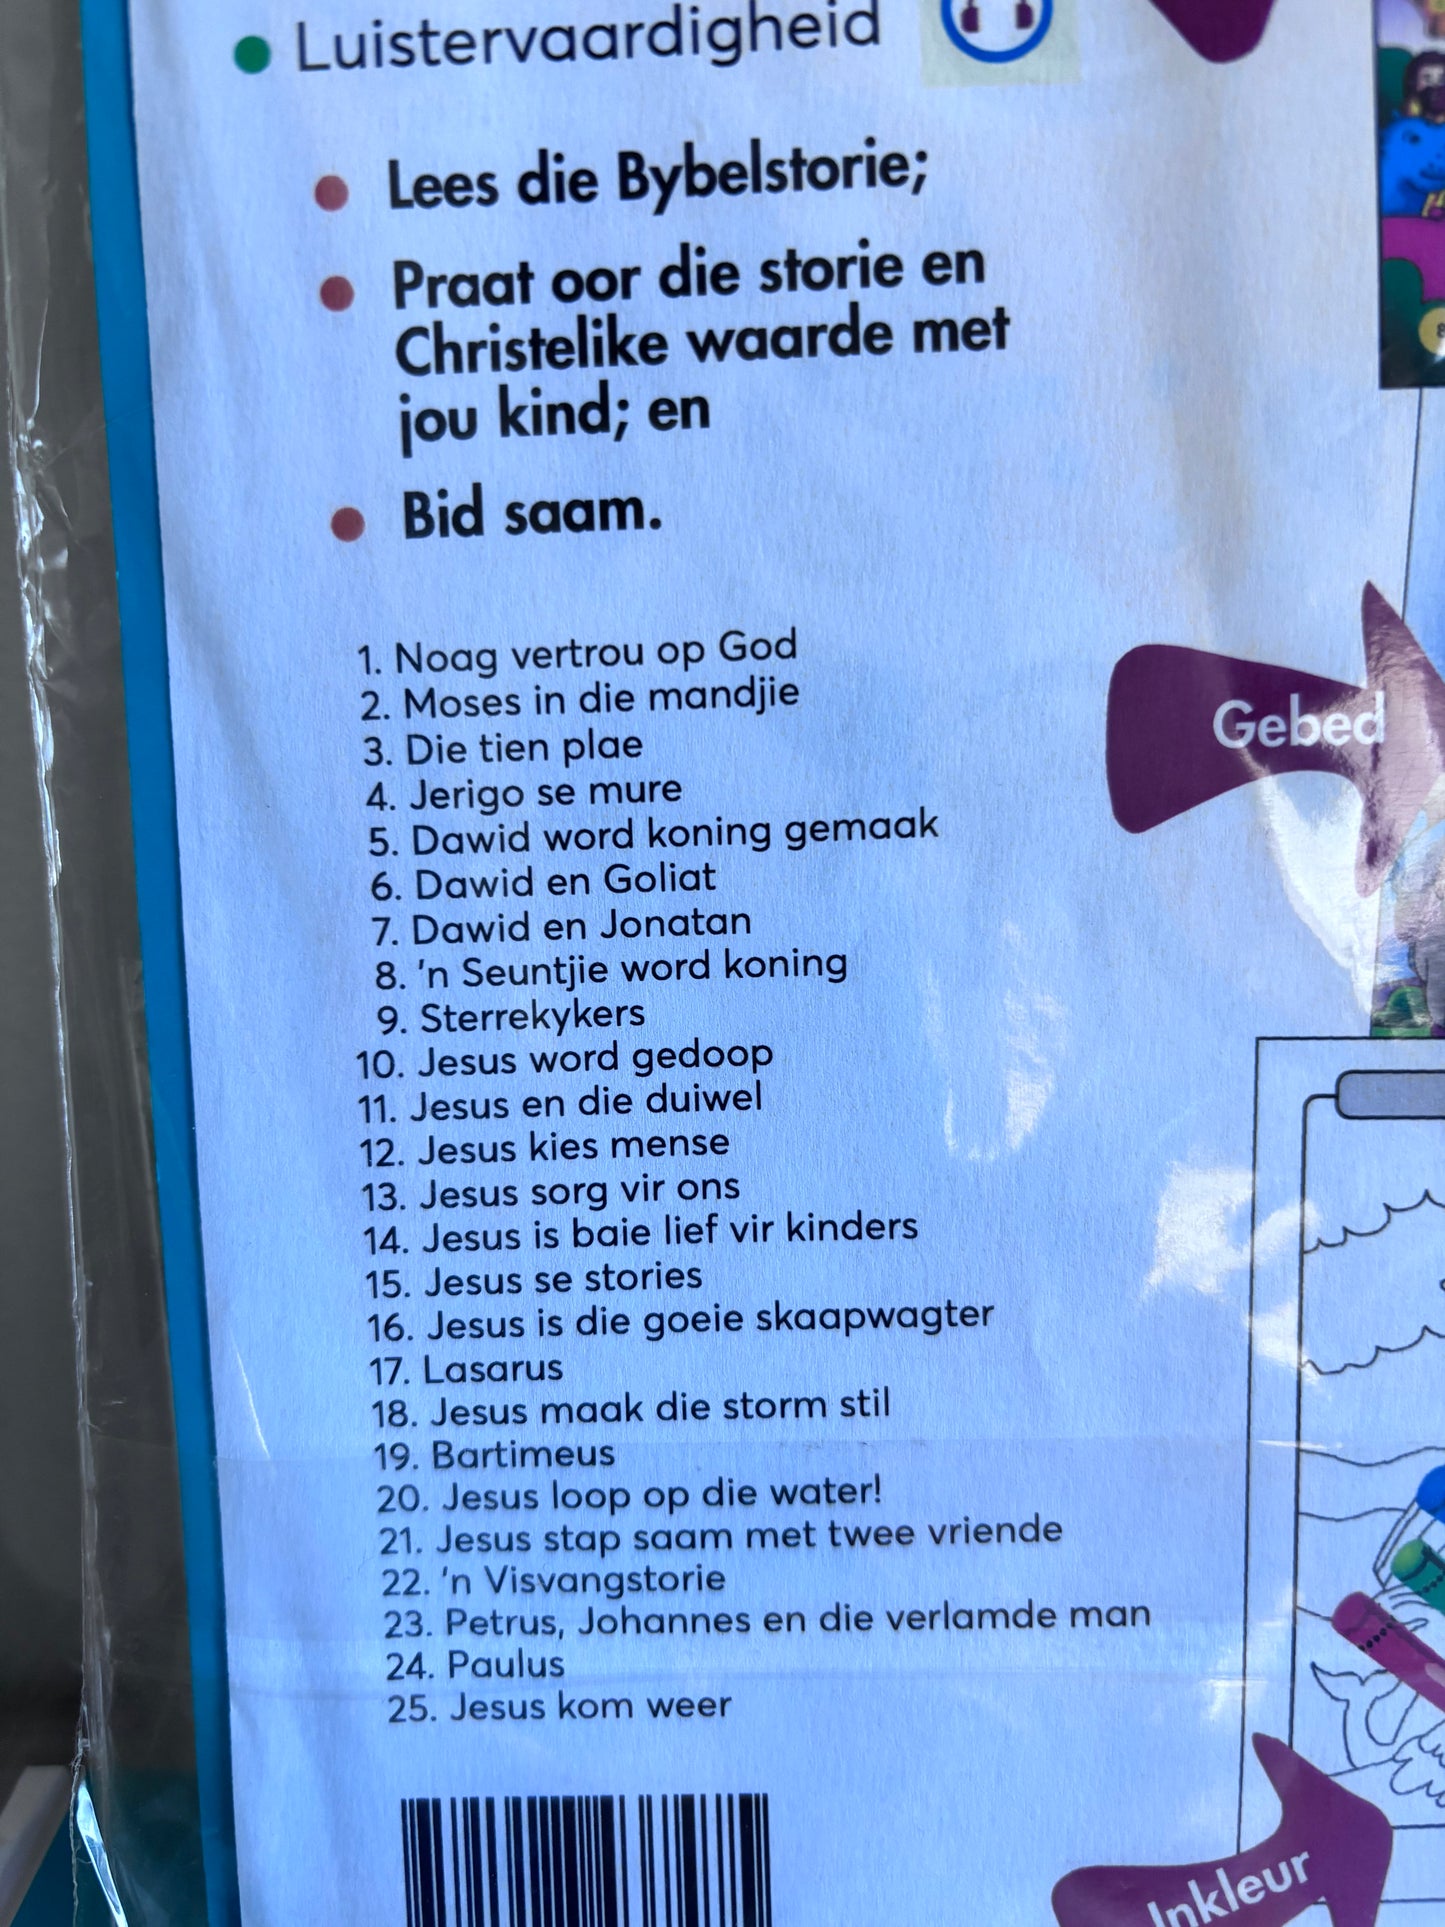 Luistervaardigheid
Lees die Bybelstorie;
Praat oor die storie en
Christelike waarde met
jou kind; en
Bid saam.
1. Noag vertrou op God
2. Moses in die mandjie
3. Die tien plae
4. Jerigo se mure
5. Dawid word koning gemaak
6. Dawid en Goliat
7. Dawid en Jonatan
8. 'n Seuntjie word koning
9. Sterrekykers
10. Jesus word gedoop
11. Jesus en die duiwel
12. Jesus kies mense
13. Jesus sorg vir ons
14. Jesus is baie lief vir kinders
15. Jesus se stories
16. Jesus is die goeie skaapwagter
17. Lasarus
18. Jesus maak die storm stil
19. Bartimeus
20. Jesus loop op die water!
21. Jesus stap saam met twee vriende
22. 'n Visvangstorie
23. Petrus, Johannes en die verlamde man
24. Paulus
25. Jesus kom weer
Gebed
Inkleur